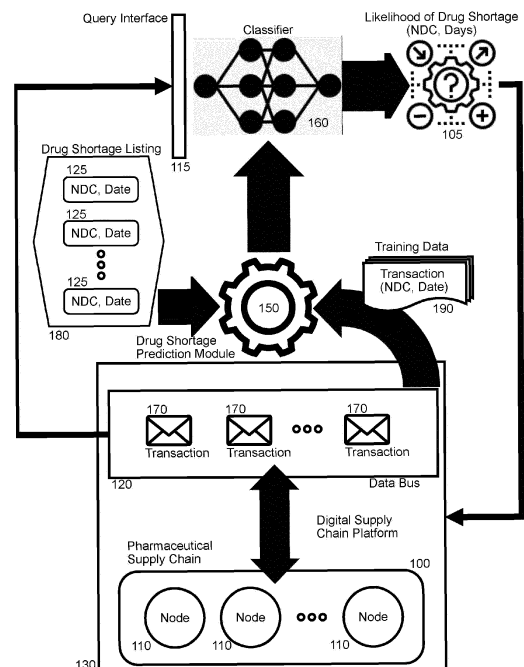 Query Interface
Classifier
Likelihood of Drug Shortage
(NDC, Days)
160
105
115
Drug Shortage Listing
125
NDC, Date
125
NDC, Date
125
NDC, Date
180
150
Training Data
Transaction
(NDC, Date)
190
Drug Shortage
Prediction Module
170
170
170
Transaction
Transaction
Transaction
120
Data Bus
Digital Supply
Chain Platform
Pharmaceutical
Supply Chain
100
Node
Node
Node
110
110
110
130